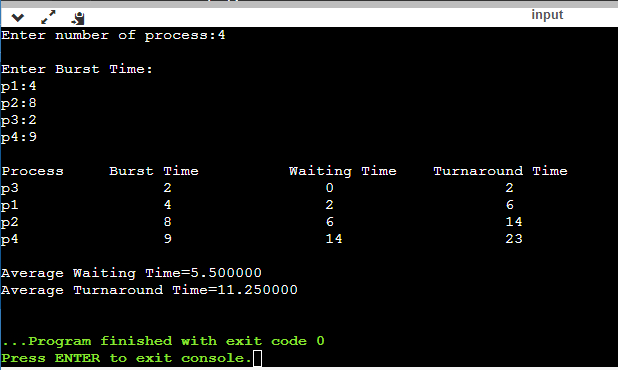 input
Enter number of process:4
Enter Burst Time:
p1:4
p2:8
p3:2
p4:9
Process Burst Time Waiting Time Turnaround Time
p3 2 0 2
p1 4 2 6
p2 8 6 14
p4 9 14 23
Average Waiting Time=5.500000
Average Turnaround Time=11.250000
...Program finished with exit code 0
Press ENTER to exit console.